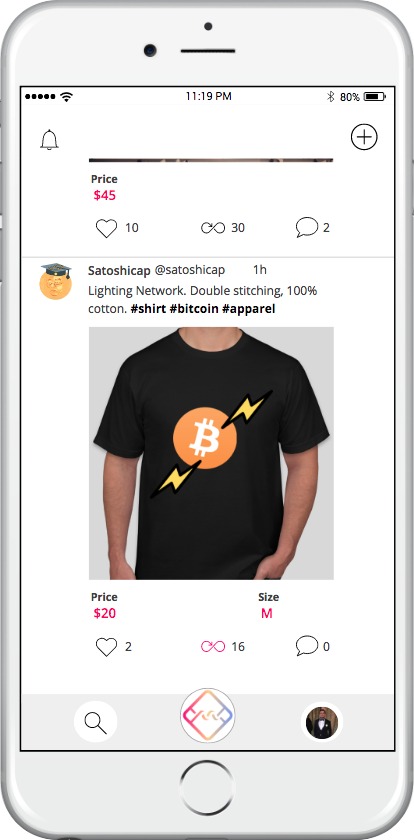 11:19 PM
80%
Price
$45
10
30
2
Satoshicap @satoshicap 1h
Lighting Network. Double stitching, 100%
cotton. #shirt #bitcoin #apparel
₿
Price
Size
$20
M
2
16
0